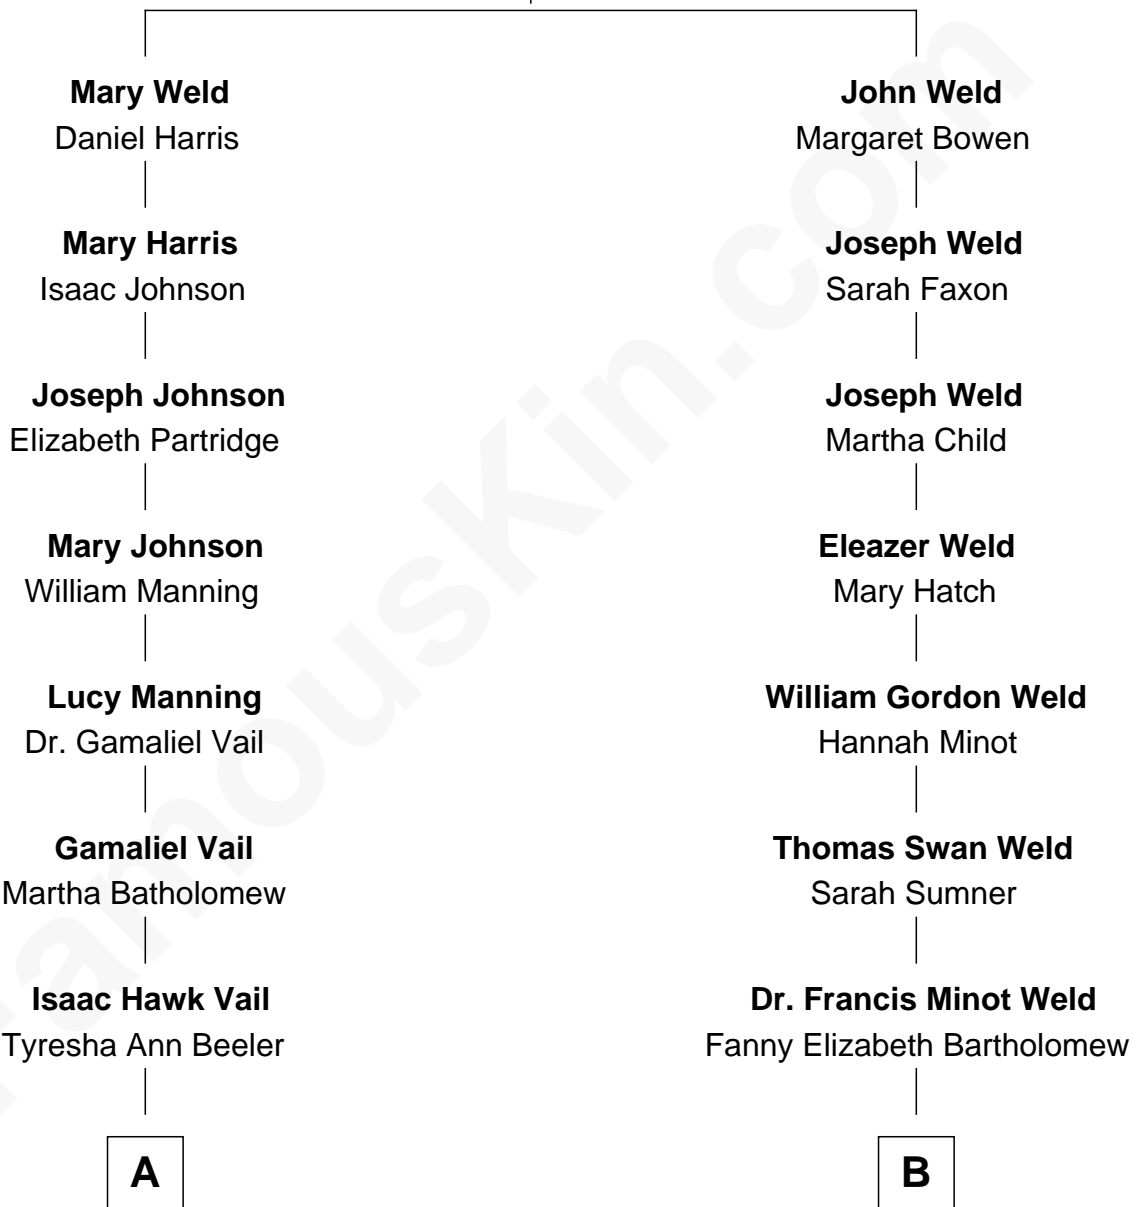 Mary Weld
Daniel Harris
Mary Harris
Isaac Johnson
Joseph Johnson
Elizabeth Partridge
Mary Johnson
William Manning
Lucy Manning
Dr. Gamaliel Vail
Gamaliel Vail
Martha Batholomew
Isaac Hawk Vail
Tyresha Ann Beeler
A
John Weld
Margaret Bowen
Joseph Weld
Sarah Faxon
Joseph Weld
Martha Child
Eleazer Weld
Mary Hatch
William Gordon Weld
Hannah Minot
Thomas Swan Weld
Sarah Sumner
Dr. Francis Minot Weld
Fanny Elizabeth Bartholomew
B
FamousKin.com